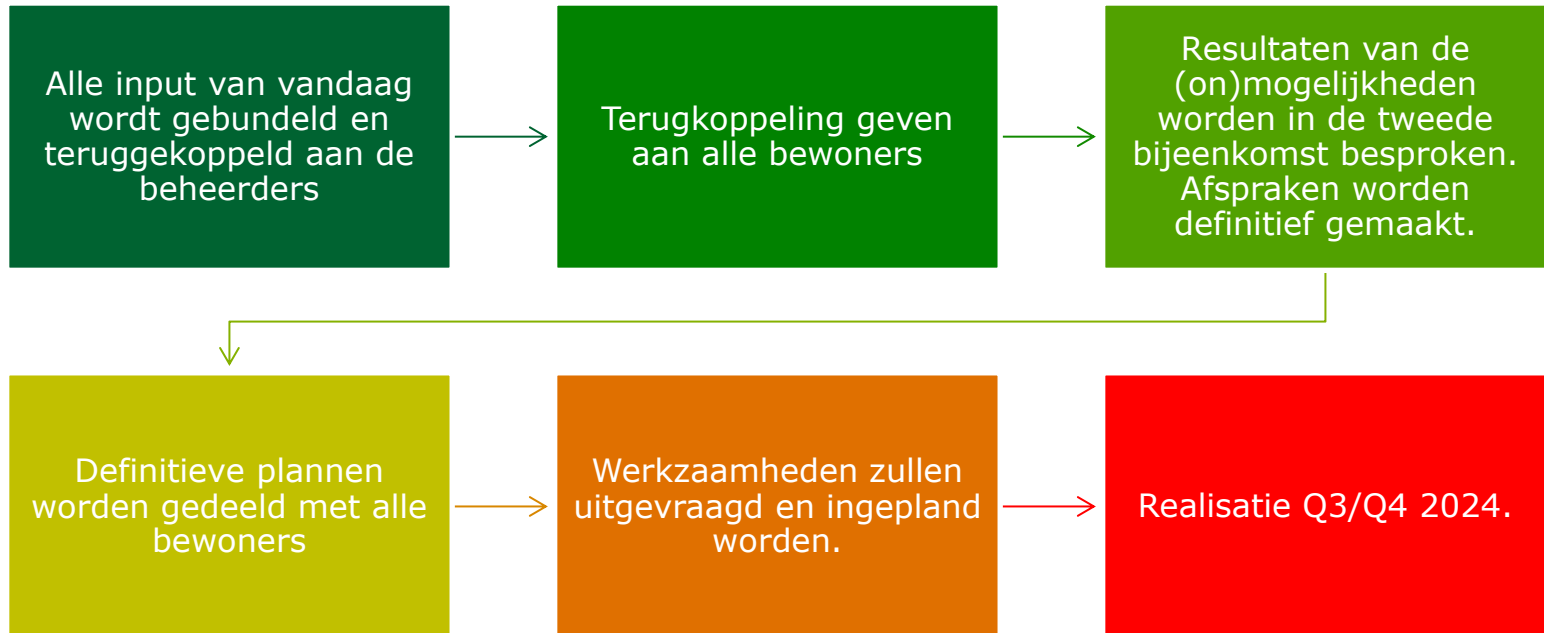 Alle input van vandaag
wordt gebundeld en
teruggekoppeld aan de
beheerders
Terugkoppeling geven
aan alle bewoners
Resultaten van de
(on)mogelijkheden
worden in de tweede
bijeenkomst besproken.
Afspraken worden
definitief gemaakt.
Definitieve plannen
worden gedeeld met alle
bewoners
Werkzaamheden zullen
uitgevraagd en ingepland
worden.
Realisatie Q3/Q4 2024.